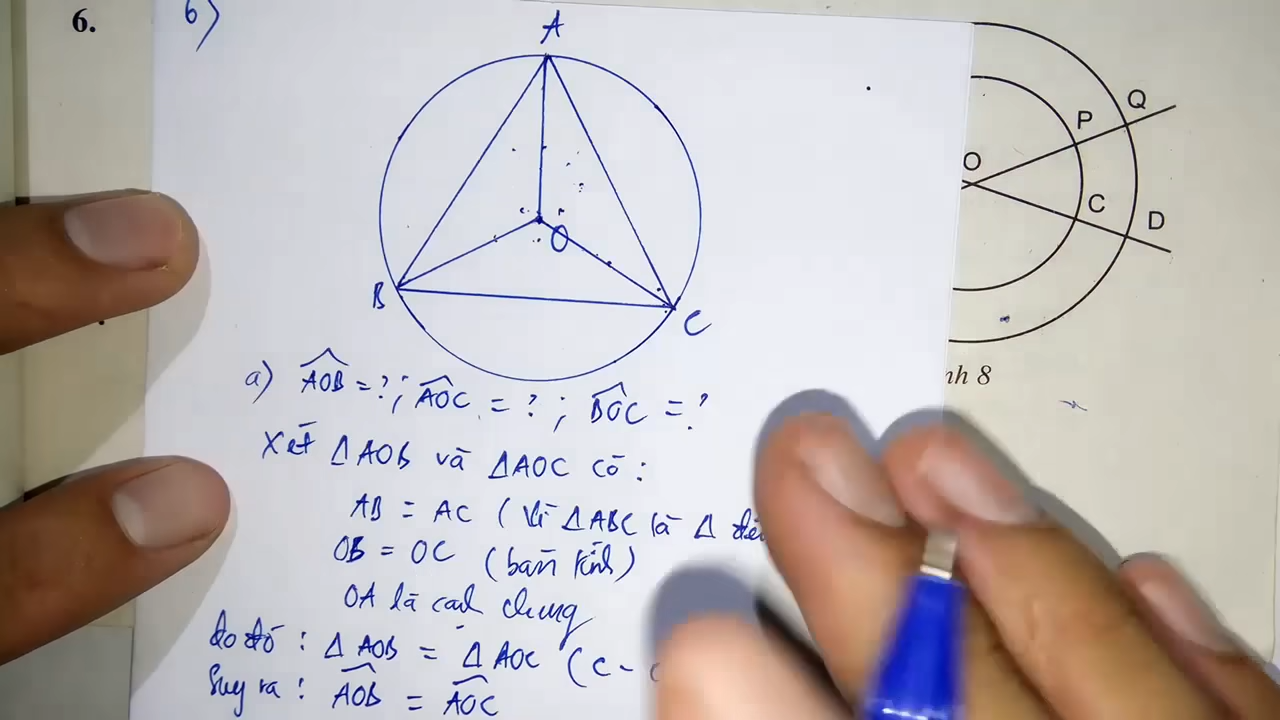 6.
6)
A
Q
P
O
C
D
O
B
C
nh 8
a) AOB = ?; AOC = ?; BOC = ?
Xét ΔAOB và ΔAOC có:
AB = AC (Vì ΔABC là Δ
OB = OC (bán kính)
OA là cạnh chung
do đó: ΔAOB = ΔAOC (c-
Suy ra: AOB = AOC